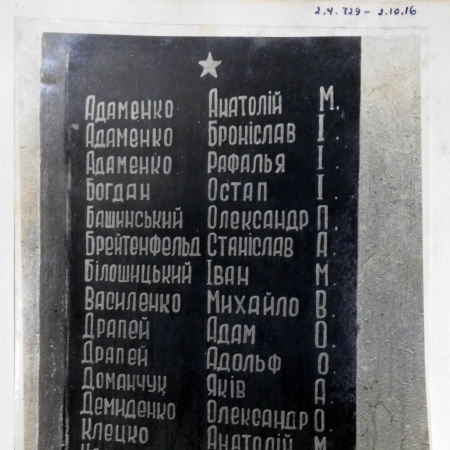 2.4.729 - 2.10.16
Адаменко Анатолій М.
Адаменко Броніслав І.
Адаменко Рафалья І
Богдан Остап І.
Башинський Олександр П.
Брейтенфельд Станіслав А.
Білошицький Іван М.
Василенко Михайло В.
Драпей Адам О.
Драпей Адольф О.
Доманчук Яків А.
Демиденко Олександр О.
Клецко Анатолій М